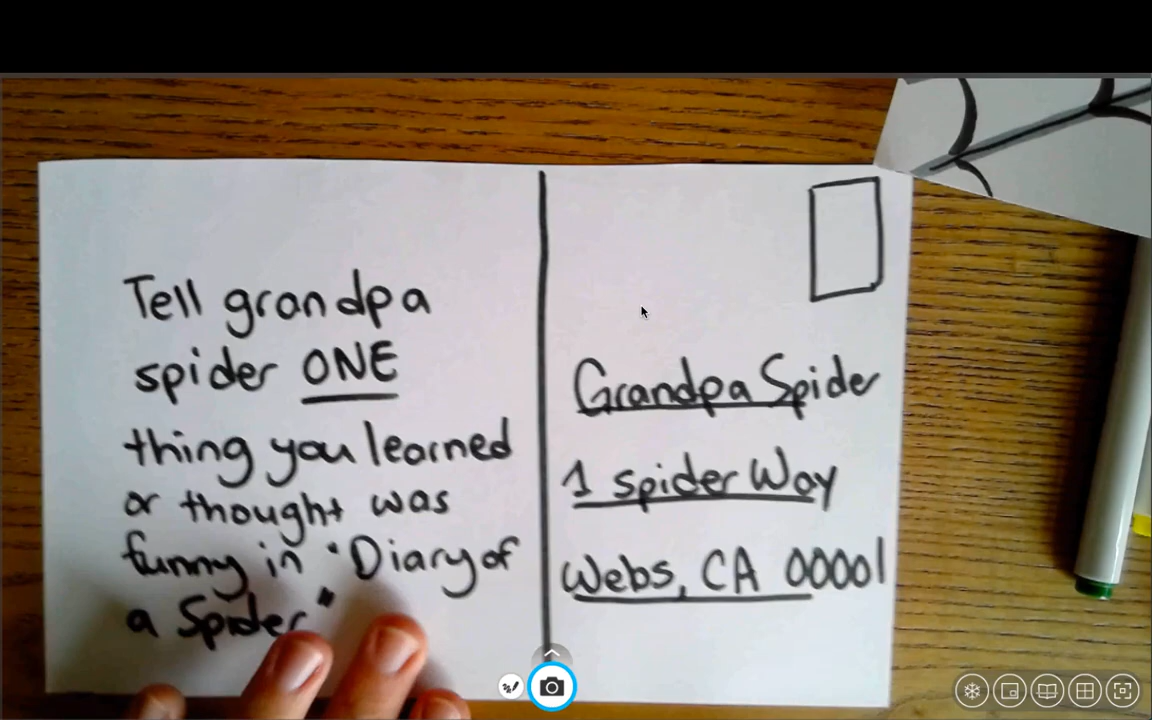 Tell grandpa
spider ONE
thing you learned
or thought was
funny in "Diary of
a Spider"
Grandpa Spider
1 spider Way
Webs, CA 00001